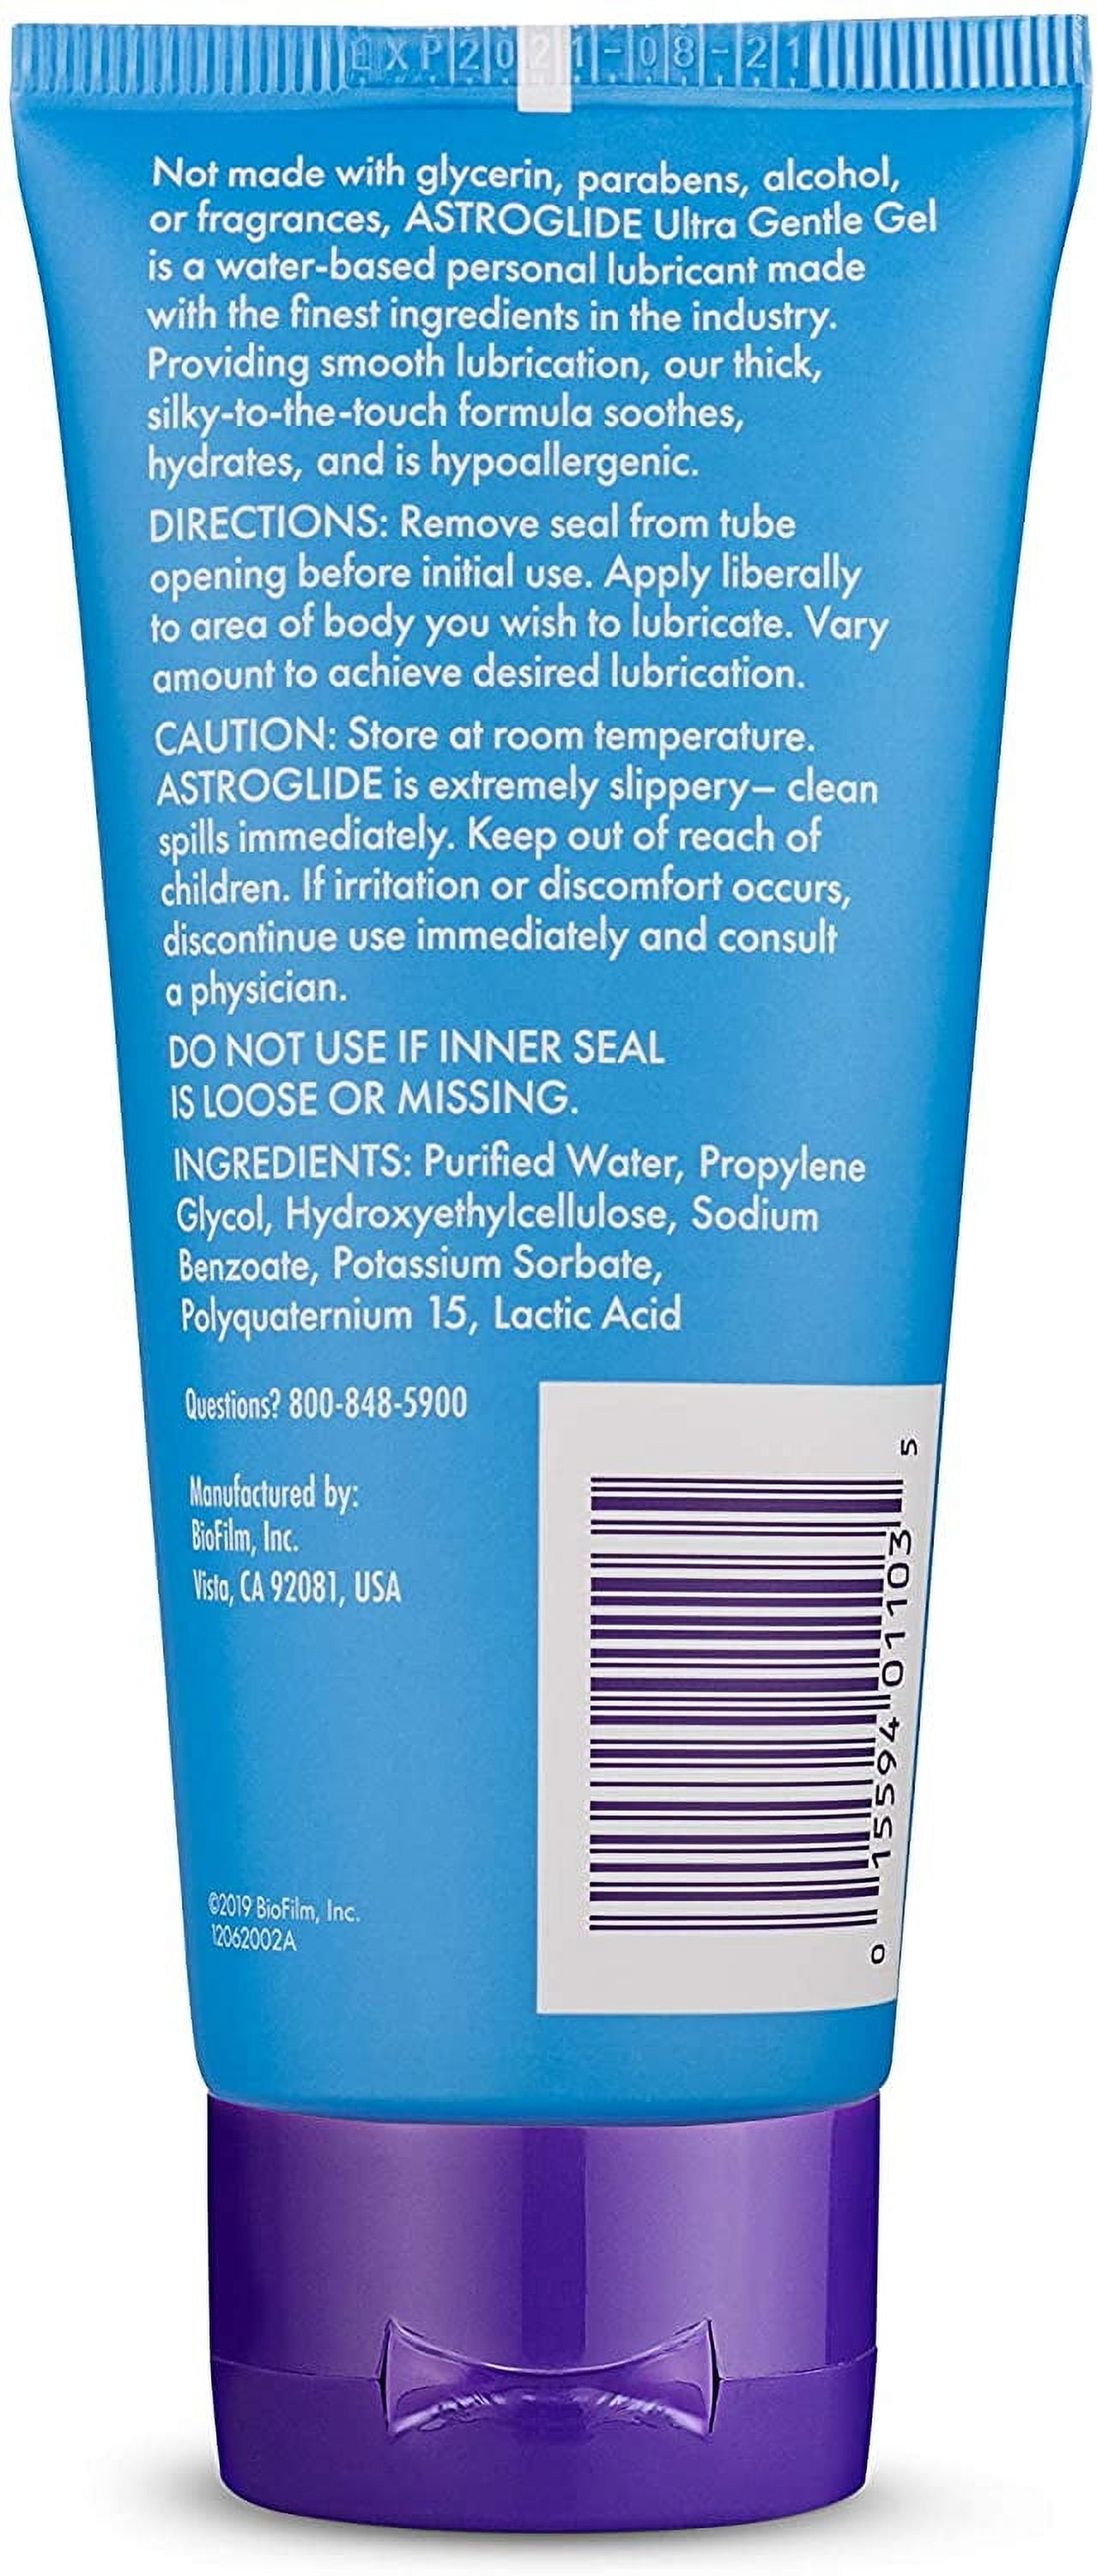 EXP2021-08-21
Not made with glycerin, parabens, alcohol,
or fragrances, ASTROGLIDE Ultra Gentle Gel
is a water-based personal lubricant made
with the finest ingredients in the industry.
Providing smooth lubrication, our thick,
silky-to-the-touch formula soothes,
hydrates, and is hypoallergenic.
DIRECTIONS: Remove seal from tube
opening before initial use. Apply liberally
to area of body you wish to lubricate. Vary
amount to achieve desired lubrication.
CAUTION: Store at room temperature.
ASTROGLIDE is extremely slippery– clean
spills immediately. Keep out of reach of
children. If irritation or discomfort occurs,
discontinue use immediately and consult
a physician.
DO NOT USE IF INNER SEAL
IS LOOSE OR MISSING.
INGREDIENTS: Purified Water, Propylene
Glycol, Hydroxyethylcellulose, Sodium
Benzoate, Potassium Sorbate,
Polyquaternium 15, Lactic Acid
Questions? 800-848-5900
Manufactured by:
BioFilm, Inc.
Vista, CA 92081, USA
©2019 BioFilm, Inc.
12062002A
0 15594 01103 5